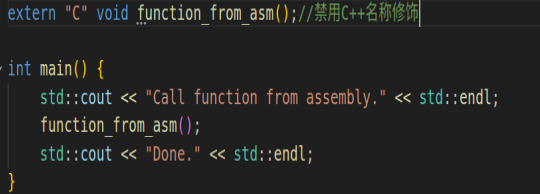 extern "C" void function_from_asm();//禁用C++名称修饰
int main() {
std::cout << "Call function from assembly." << std::endl;
function_from_asm();
std::cout << "Done." << std::endl;
}